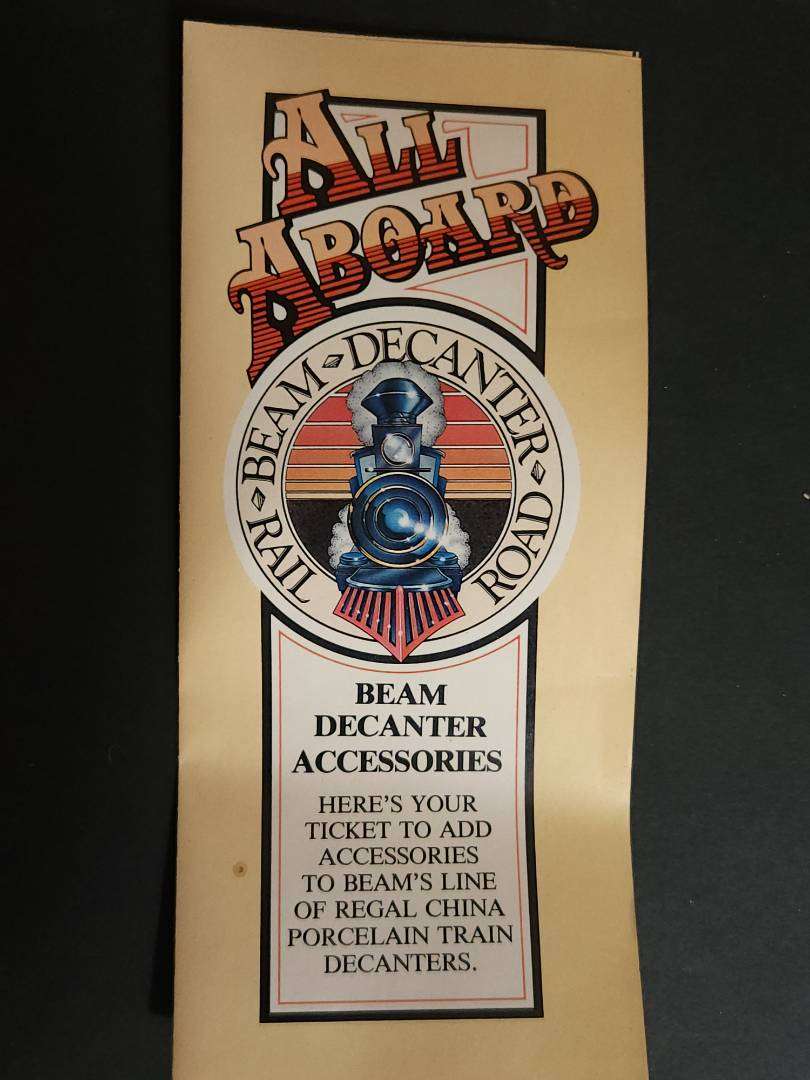 ALL
ABOARD
RAIL BEAM DECANTER ROAD
BEAM
DECANTER
ACCESSORIES
HERE'S YOUR
TICKET TO ADD
ACCESSORIES
TO BEAM'S LINE
OF REGAL CHINA
PORCELAIN TRAIN
DECANTERS.